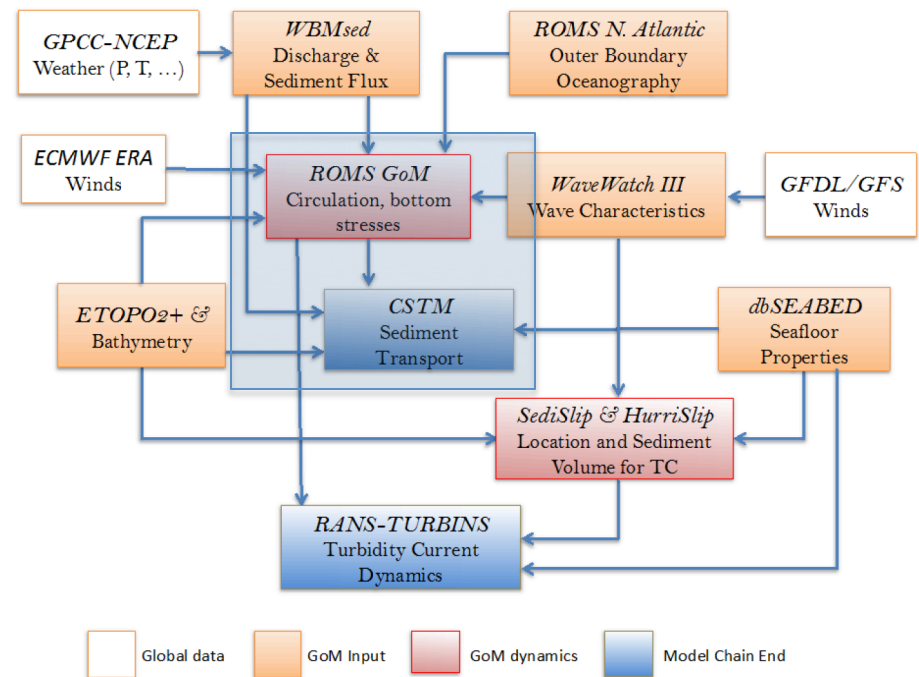 GPCC-NCEP
Weather (P, T, …)
WBMsed
Discharge &
Sediment Flux
ROMS N. Atlantic
Outer Boundary
Oceanography
ECMWF ERA
Winds
ROMS GoM
Circulation, bottom
stresses
WaveWatch III
Wave Characteristics
GFDL/GFS
Winds
ETOPO2+ &
Bathymetry
CSTM
Sediment
Transport
dbSEABED
Seafloor
Properties
SediSlip & HurriSlip
Location and Sediment
Volume for TC
RANS-TURBINS
Turbidity Current
Dynamics
Global data
GoM Input
GoM dynamics
Model Chain End